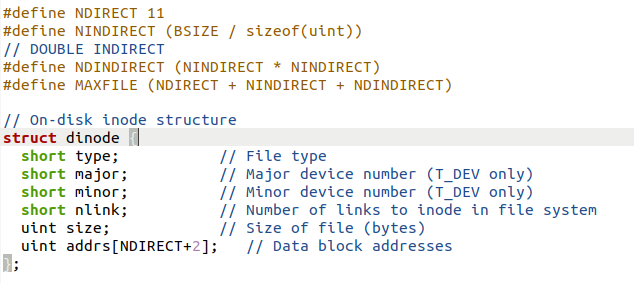 #define NDIRECT 11
#define NINDIRECT (BSIZE / sizeof(uint))
// DOUBLE INDIRECT
#define NDINDIRECT (NINDIRECT * NINDIRECT)
#define MAXFILE (NDIRECT + NINDIRECT + NDINDIRECT)

// On-disk inode structure
struct dinode {
  short type;           // File type
  short major;          // Major device number (T_DEV only)
  short minor;          // Minor device number (T_DEV only)
  short nlink;          // Number of links to inode in file system
  uint size;            // Size of file (bytes)
  uint addrs[NDIRECT+2];   // Data block addresses
};